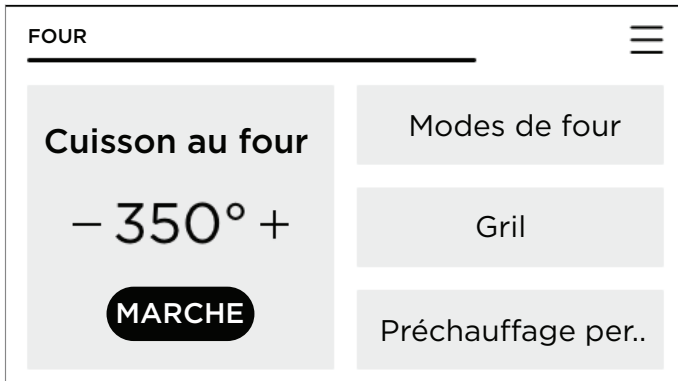 FOUR
Cuisson au four
− 350° +
MARCHE
Modes de four
Gril
Préchauffage per..